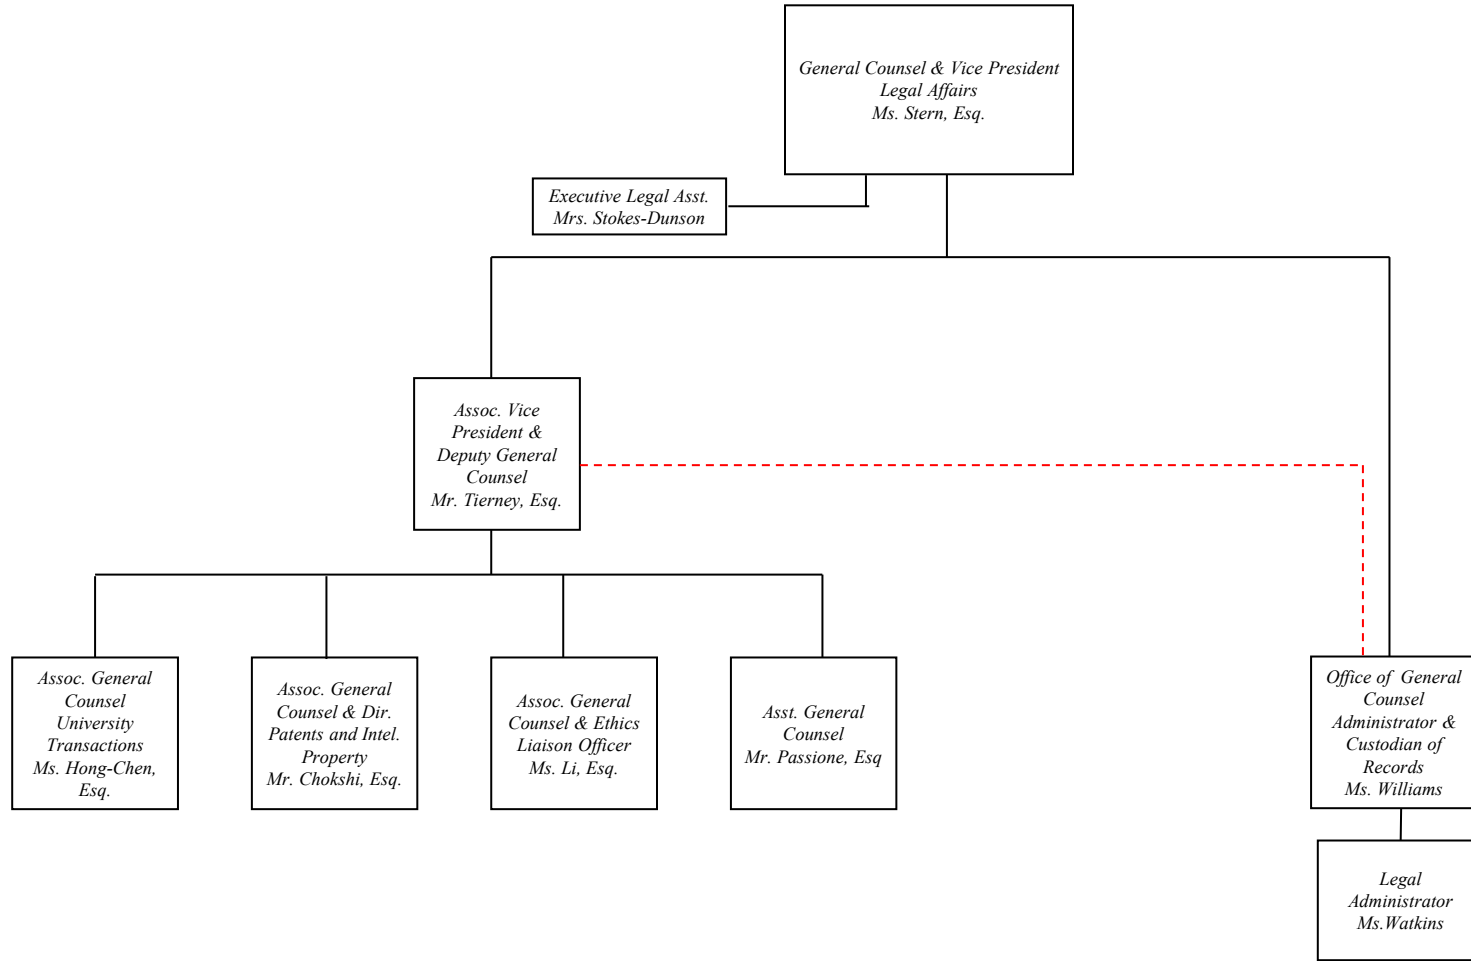 General Counsel & Vice President
Legal Affairs
Ms. Stern, Esq.
Executive Legal Asst.
Mrs. Stokes-Dunson
Assoc. Vice
President &
Deputy General
Counsel
Mr. Tierney, Esq.
Assoc. General
Counsel
University
Transactions
Ms. Hong-Chen,
Esq.
Assoc. General
Counsel & Dir.
Patents and Intel.
Property
Mr. Chokshi, Esq.
Assoc. General
Counsel & Ethics
Liaison Officer
Ms. Li, Esq.
Asst. General
Counsel
Mr. Passione, Esq
Office of General
Counsel
Administrator &
Custodian of
Records
Ms. Williams
Legal
Administrator
Ms.Watkins